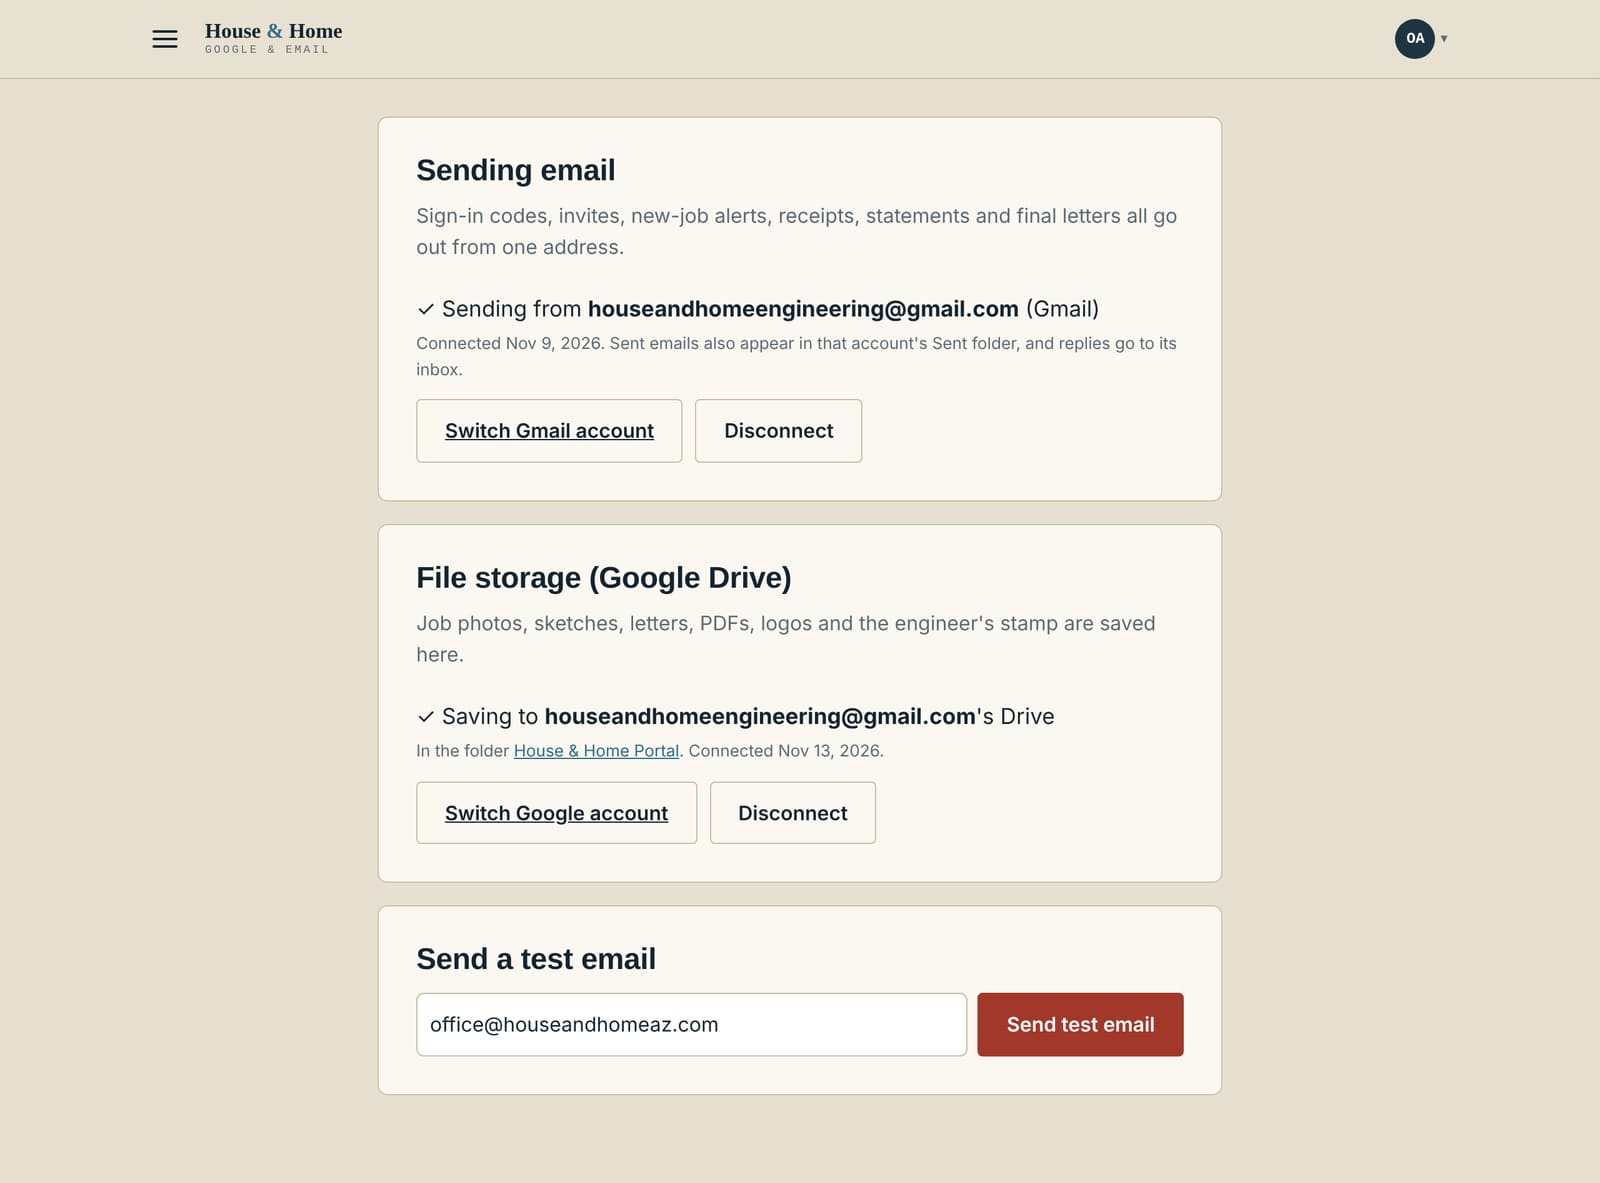 House & Home
GOOGLE & EMAIL
OA
Sending email
Sign-in codes, invites, new-job alerts, receipts, statements and final letters all go
out from one address.
✓ Sending from houseandhomeengineering@gmail.com (Gmail)
Connected Nov 9, 2026. Sent emails also appear in that account's Sent folder, and replies go to its
inbox.
Switch Gmail account
Disconnect
File storage (Google Drive)
Job photos, sketches, letters, PDFs, logos and the engineer's stamp are saved
here.
✓ Saving to houseandhomeengineering@gmail.com's Drive
In the folder House & Home Portal. Connected Nov 13, 2026.
Switch Google account
Disconnect
Send a test email
office@houseandhomeaz.com
Send test email